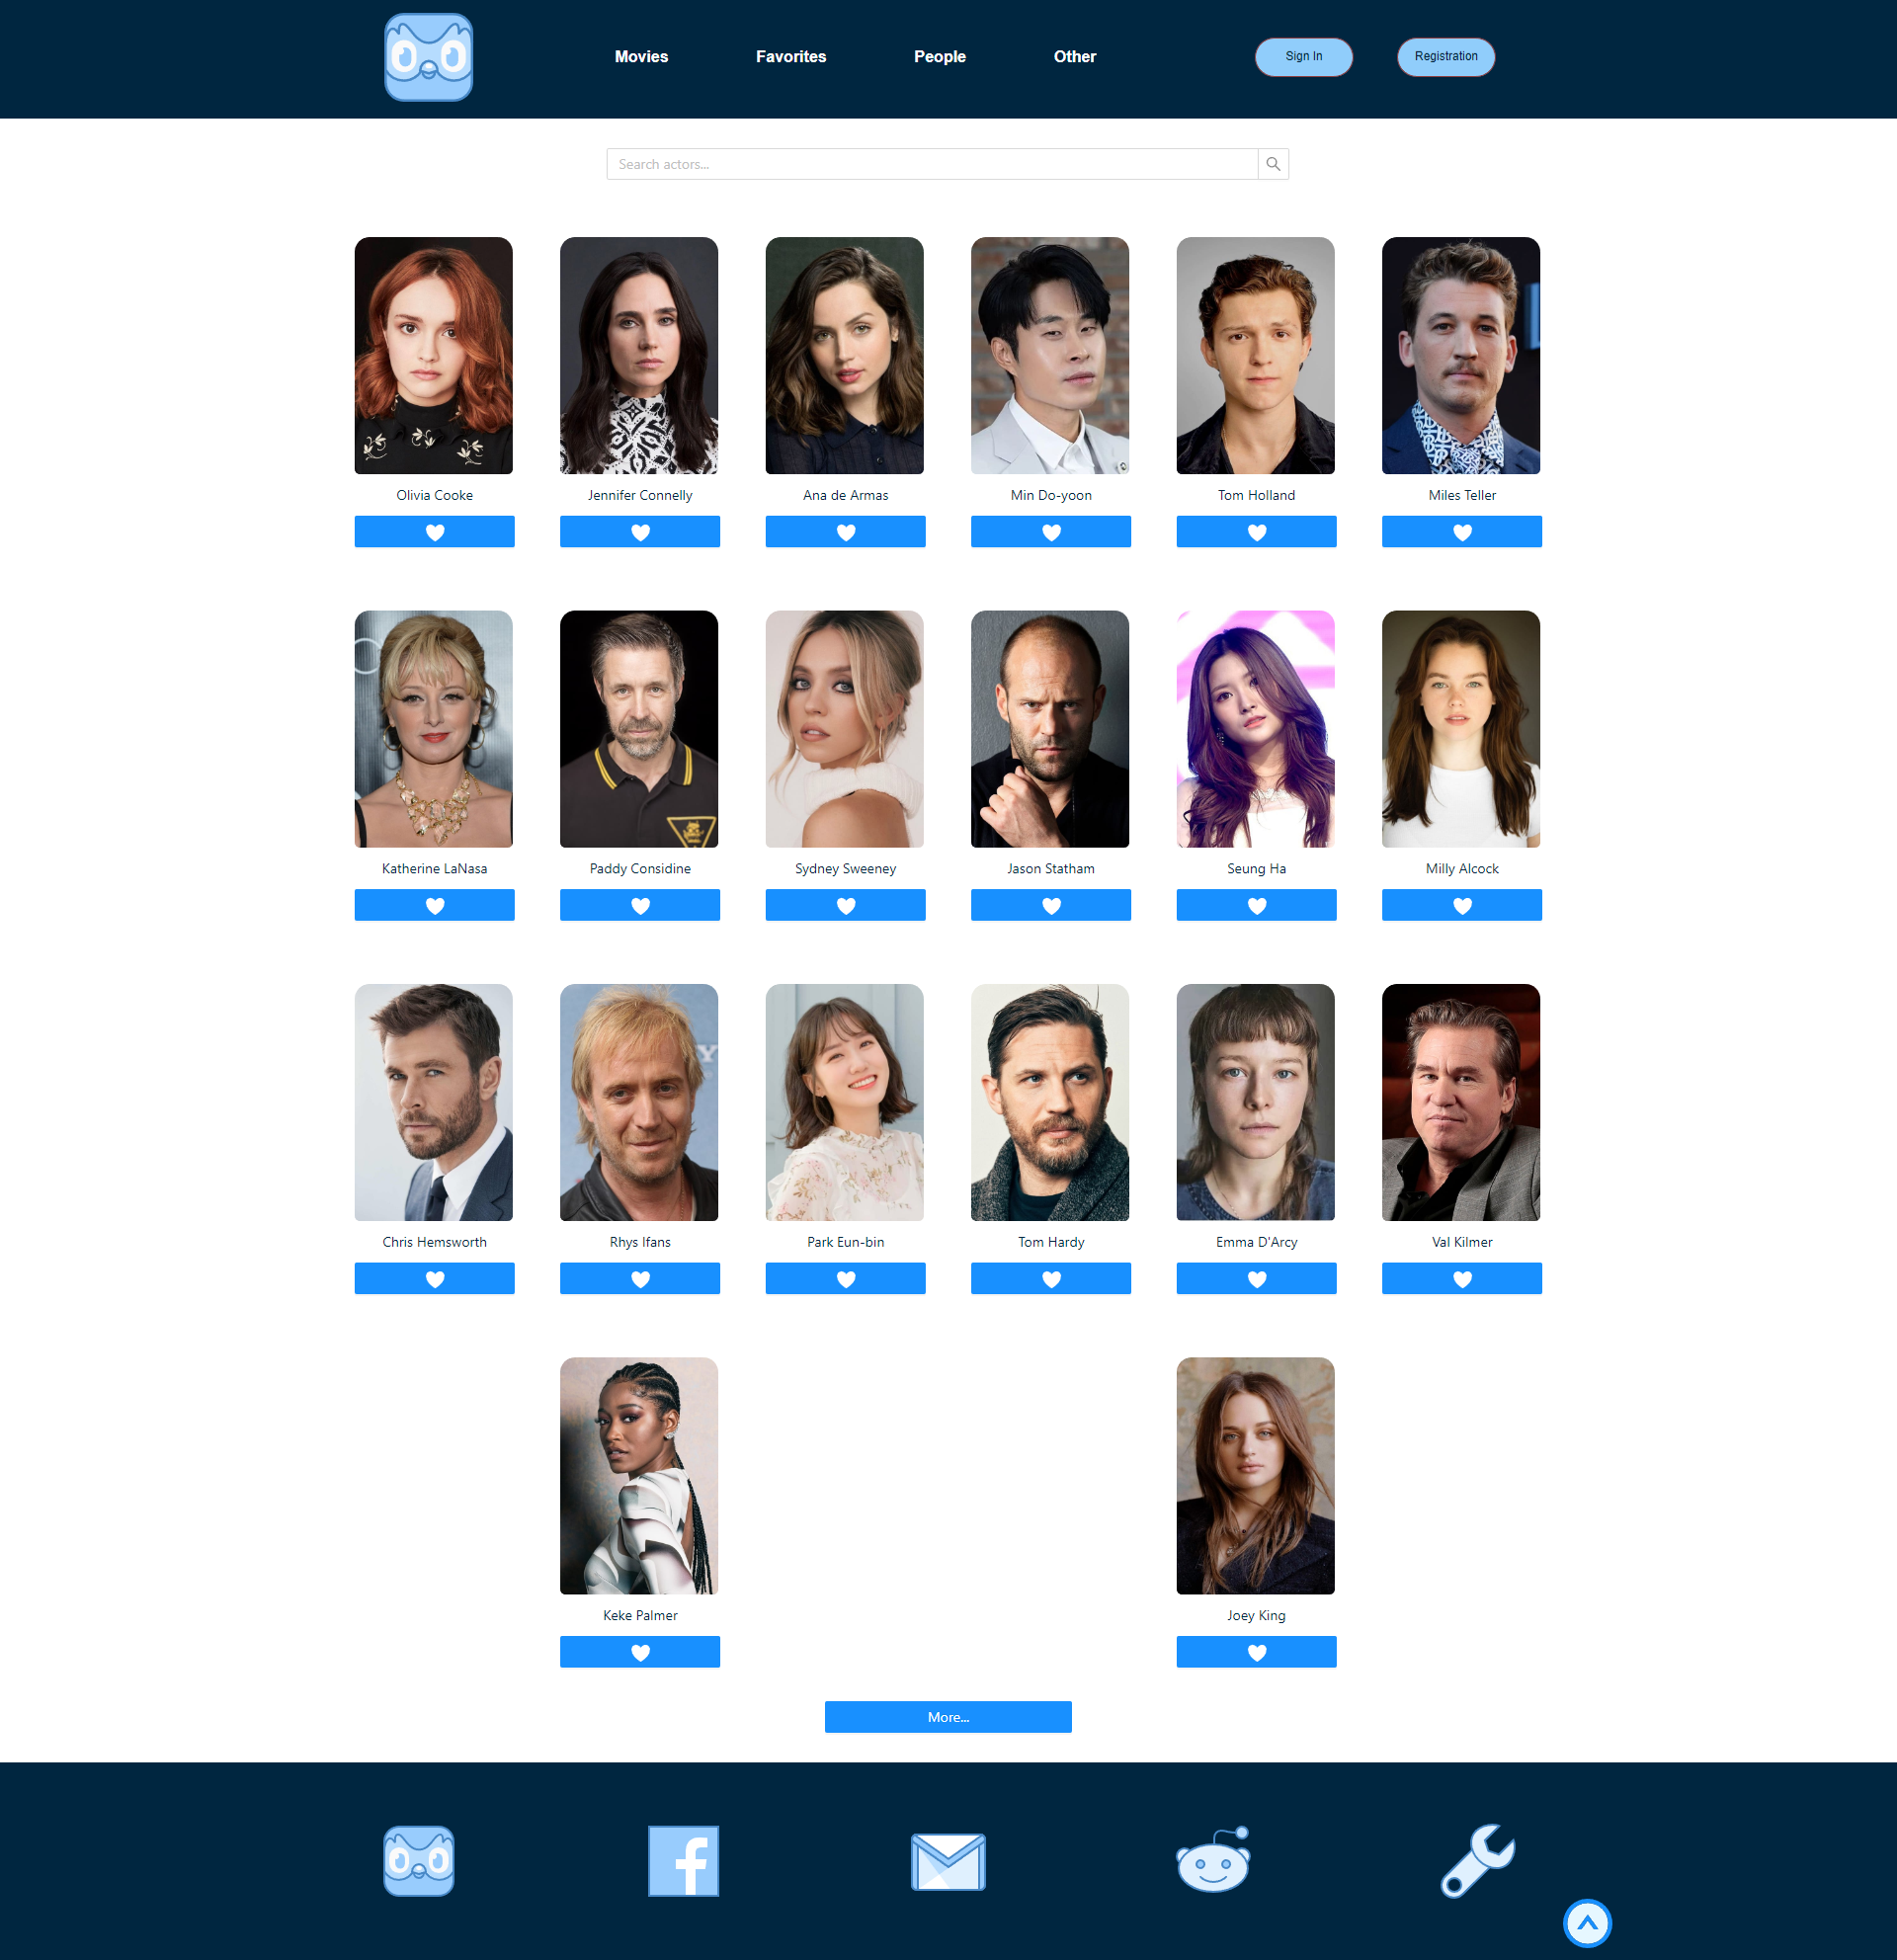 Movies Favorites People Other Sign In Registration
Search actors...
Olivia Cooke Jennifer Connelly Ana de Armas Min Do-yoon Tom Holland Miles Teller
Katherine LaNasa Paddy Considine Sydney Sweeney Jason Statham Seung Ha Milly Alcock
Chris Hemsworth Rhys Ifans Park Eun-bin Tom Hardy Emma D'Arcy Val Kilmer
Keke Palmer Joey King
More...